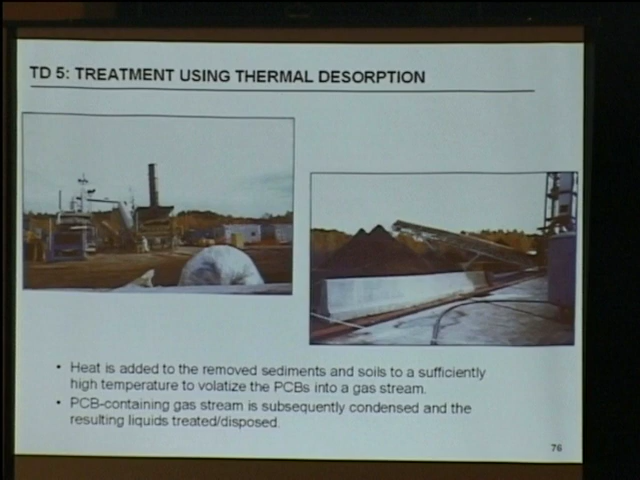 TD 5: TREATMENT USING THERMAL DESORPTION
• Heat is added to the removed sediments and soils to a sufficiently
high temperature to volatize the PCBs into a gas stream.
• PCB-containing gas stream is subsequently condensed and the
resulting liquids treated/disposed.
76